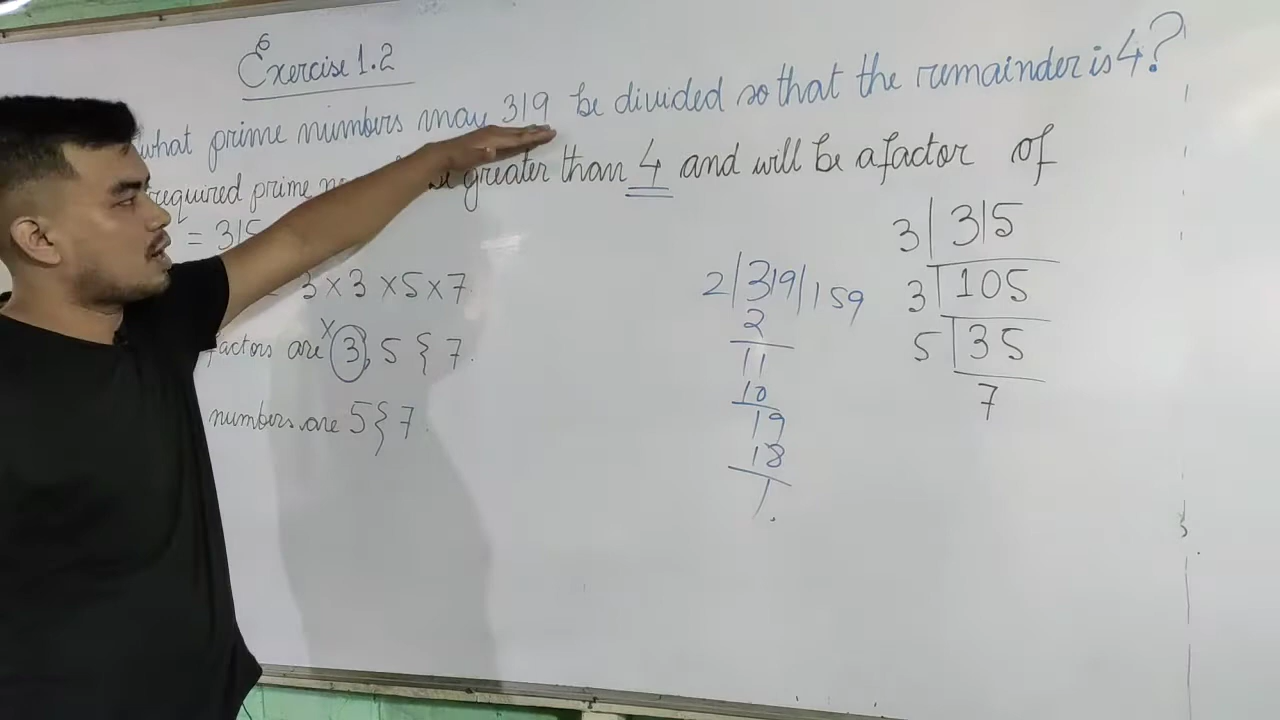 6
Exercise 1.2
what prime numbers may 319 be divided so that the remainder is 4?
required prime greater than 4 and will be a factor of
= 315
3 × 3 × 5 × 7
factors are × 3, 5 { 7.
numbers are 5 { 7.
2 | 319 | 159
2
11
10
19
18
1.
3 | 315
3 | 105
5 | 35
7